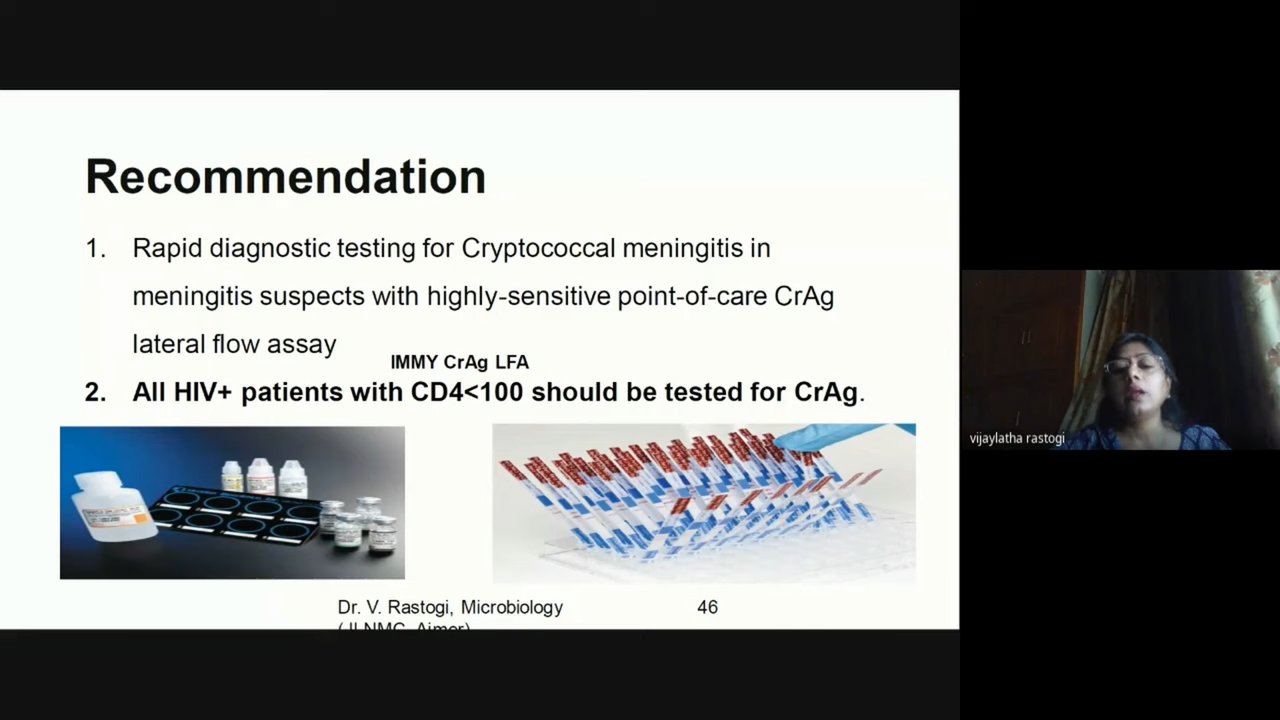 Recommendation
1. Rapid diagnostic testing for Cryptococcal meningitis in
meningitis suspects with highly-sensitive point-of-care CrAg
lateral flow assay
IMMY CrAg LFA
2. All HIV+ patients with CD4<100 should be tested for CrAg.
vijaylatha rastogi
Dr. V. Rastogi, Microbiology
46